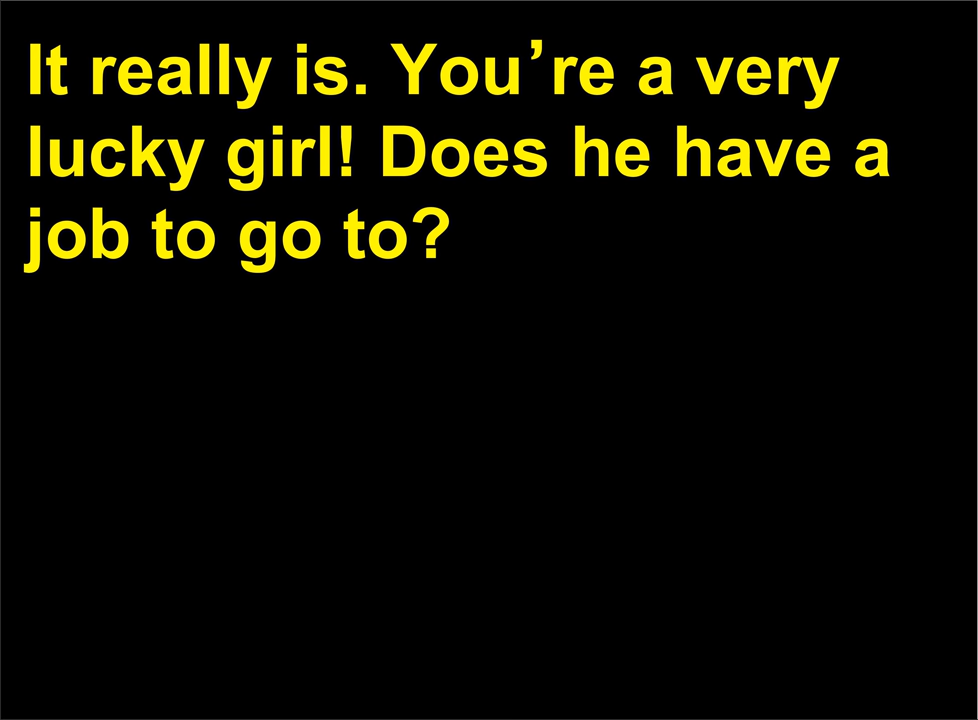 It really is. You’re a very
lucky girl! Does he have a
job to go to?